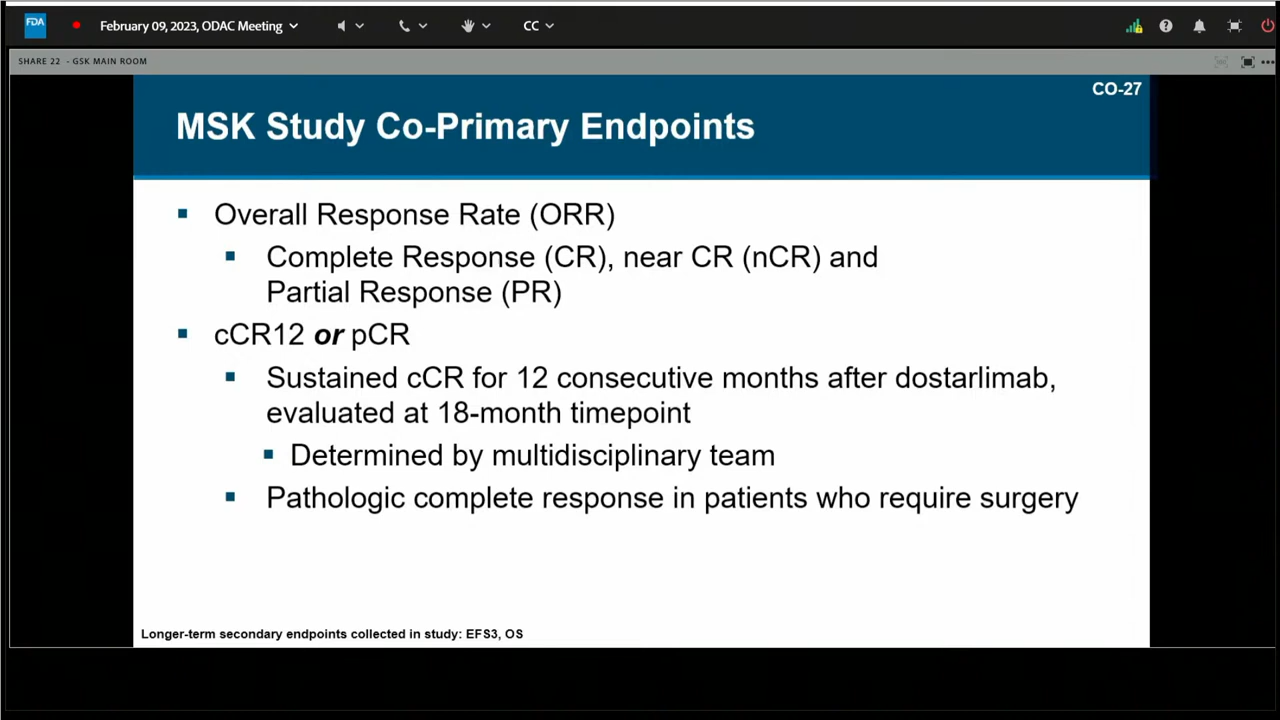 FDA
February 09, 2023, ODAC Meeting
CC
SHARE 22 - GSK MAIN ROOM
CO-27
MSK Study Co-Primary Endpoints
Overall Response Rate (ORR)
Complete Response (CR), near CR (nCR) and
Partial Response (PR)
cCR12 or pCR
Sustained cCR for 12 consecutive months after dostarlimab,
evaluated at 18-month timepoint
Determined by multidisciplinary team
Pathologic complete response in patients who require surgery
Longer-term secondary endpoints collected in study: EFS3, OS